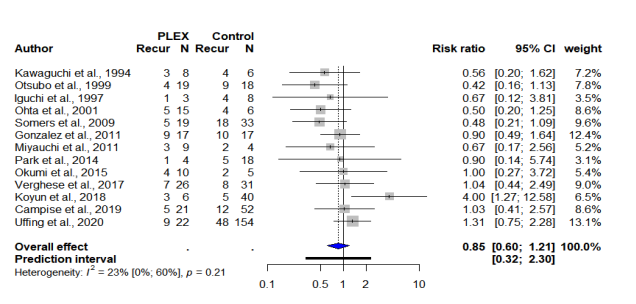 PLEX Control
Author Recur N Recur N Risk ratio 95% CI weight
Kawaguchi et al., 1994 3 8 4 6 0.56 [0.20; 1.62] 7.2%
Otsubo et al., 1999 4 19 9 18 0.42 [0.16; 1.13] 7.8%
Iguchi et al., 1997 1 3 4 8 0.67 [0.12; 3.81] 3.4%
Ohta et al., 2001 5 15 4 6 0.50 [0.20; 1.25] 8.6%
Somers et al., 2009 5 19 18 33 0.48 [0.21; 1.09] 9.7%
Gonzalez et al., 2011 9 17 10 17 0.90 [0.49; 1.64] 12.4%
Miyauchi et al., 2011 3 9 2 4 0.67 [0.17; 2.56] 5.0%
Park et al., 2014 1 4 5 18 0.90 [0.14; 5.74] 3.1%
Okumi et al., 2015 4 10 2 5 1.00 [0.27; 3.72] 5.2%
Verghese et al., 2017 7 26 8 31 1.04 [0.44; 2.49] 9.1%
Koyun et al., 2018 3 6 5 40 4.00 [1.27; 12.58] 6.3%
Campise et al., 2019 5 21 12 52 1.03 [0.41; 2.57] 8.7%
Uffing et al., 2020 9 22 48 154 1.31 [0.75; 2.28] 13.1%
Overall effect . . 0.85 [0.60; 1.21] 100.0%
Prediction interval [0.32; 2.30]
Heterogeneity: I² = 23% [0%; 60%], p = 0.21
0.1 0.5 1 2 10